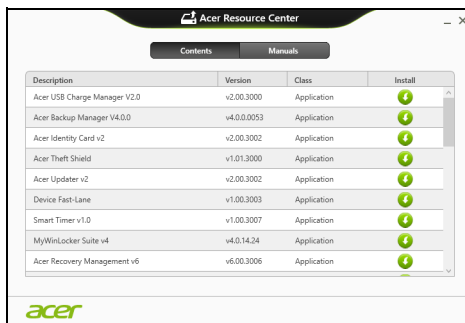 Acer Resource Center
Contents Manuals
Description Version Class Install
Acer USB Charge Manager V2.0 v2.00.3000 Application
Acer Backup Manager V4.0.0 v4.0.0.0053 Application
Acer Identity Card v2 v2.00.3002 Application
Acer Theft Shield v1.01.3000 Application
Acer Updater v2 v2.00.3002 Application
Device Fast-Lane v1.00.3003 Application
Smart Timer v1.0 v1.00.3007 Application
MyWinLocker Suite v4 v4.0.14.24 Application
Acer Recovery Management v6 v6.00.3006 Application
acer